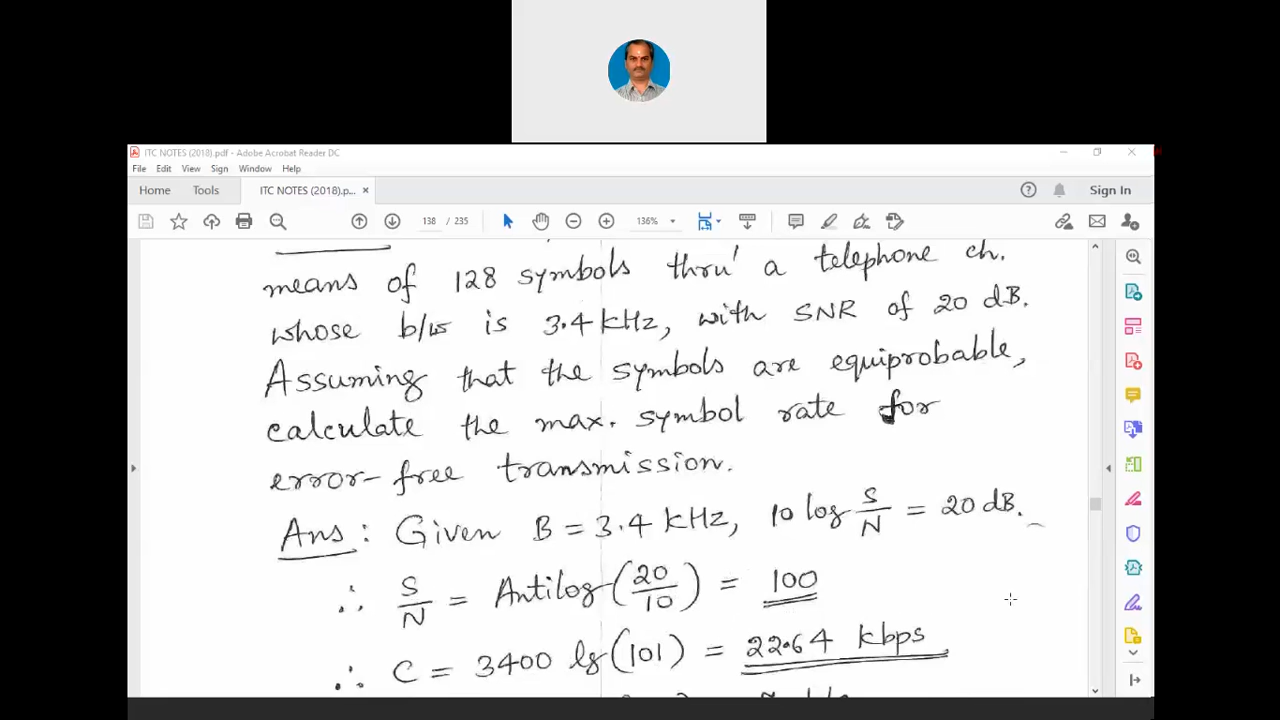 ITC NOTES (2018).pdf - Adobe Acrobat Reader DC
File Edit View Sign Window Help
Home Tools ITC NOTES (2018).p... × Sign In
138 / 235 136%
means of 128 symbols thru' a telephone ch.
whose b/w is 3.4 kHz, with SNR of 20 dB.
Assuming that the symbols are equiprobable,
calculate the max. symbol rate for
error-free transmission.
Ans : Given B = 3.4 kHz, 10 log S/N = 20 dB.
∴ S/N = Antilog (20/10) = 100
∴ C = 3400 lg (101) = 22.64 kbps